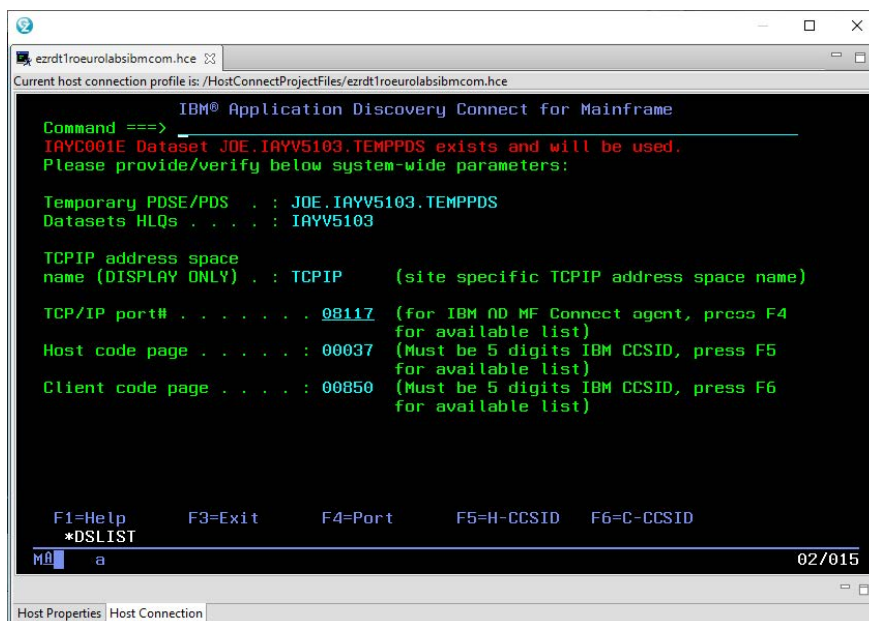 ezrdt1roeurolabsibmcom.hce
Current host connection profile is: /HostConnectProjectFiles/ezrdt1roeurolabsibmcom.hce
IBM® Application Discovery Connect for Mainframe
Command ===>
IAYC001E Dataset JOE.IAYV5103.TEMPPDS exists and will be used.
Please provide/verify below system-wide parameters:
Temporary PDSE/PDS . : JOE.IAYV5103.TEMPPDS
Datasets HLQs . . . . : IAYV5103
TCPIP address space
name (DISPLAY ONLY) . : TCPIP (site specific TCPIP address space name)
TCP/IP port# . . . . . . . 08117 (for IBM AD MF Connect agent, press F4
for available list)
Host code page . . . . . : 00037 (Must be 5 digits IBM CCSID, press F5
for available list)
Client code page . . . . : 00850 (Must be 5 digits IBM CCSID, press F6
for available list)
F1=Help F3=Exit F4=Port F5=H-CCSID F6=C-CCSID
*DSLIST
MA a 02/015
Host Properties Host Connection